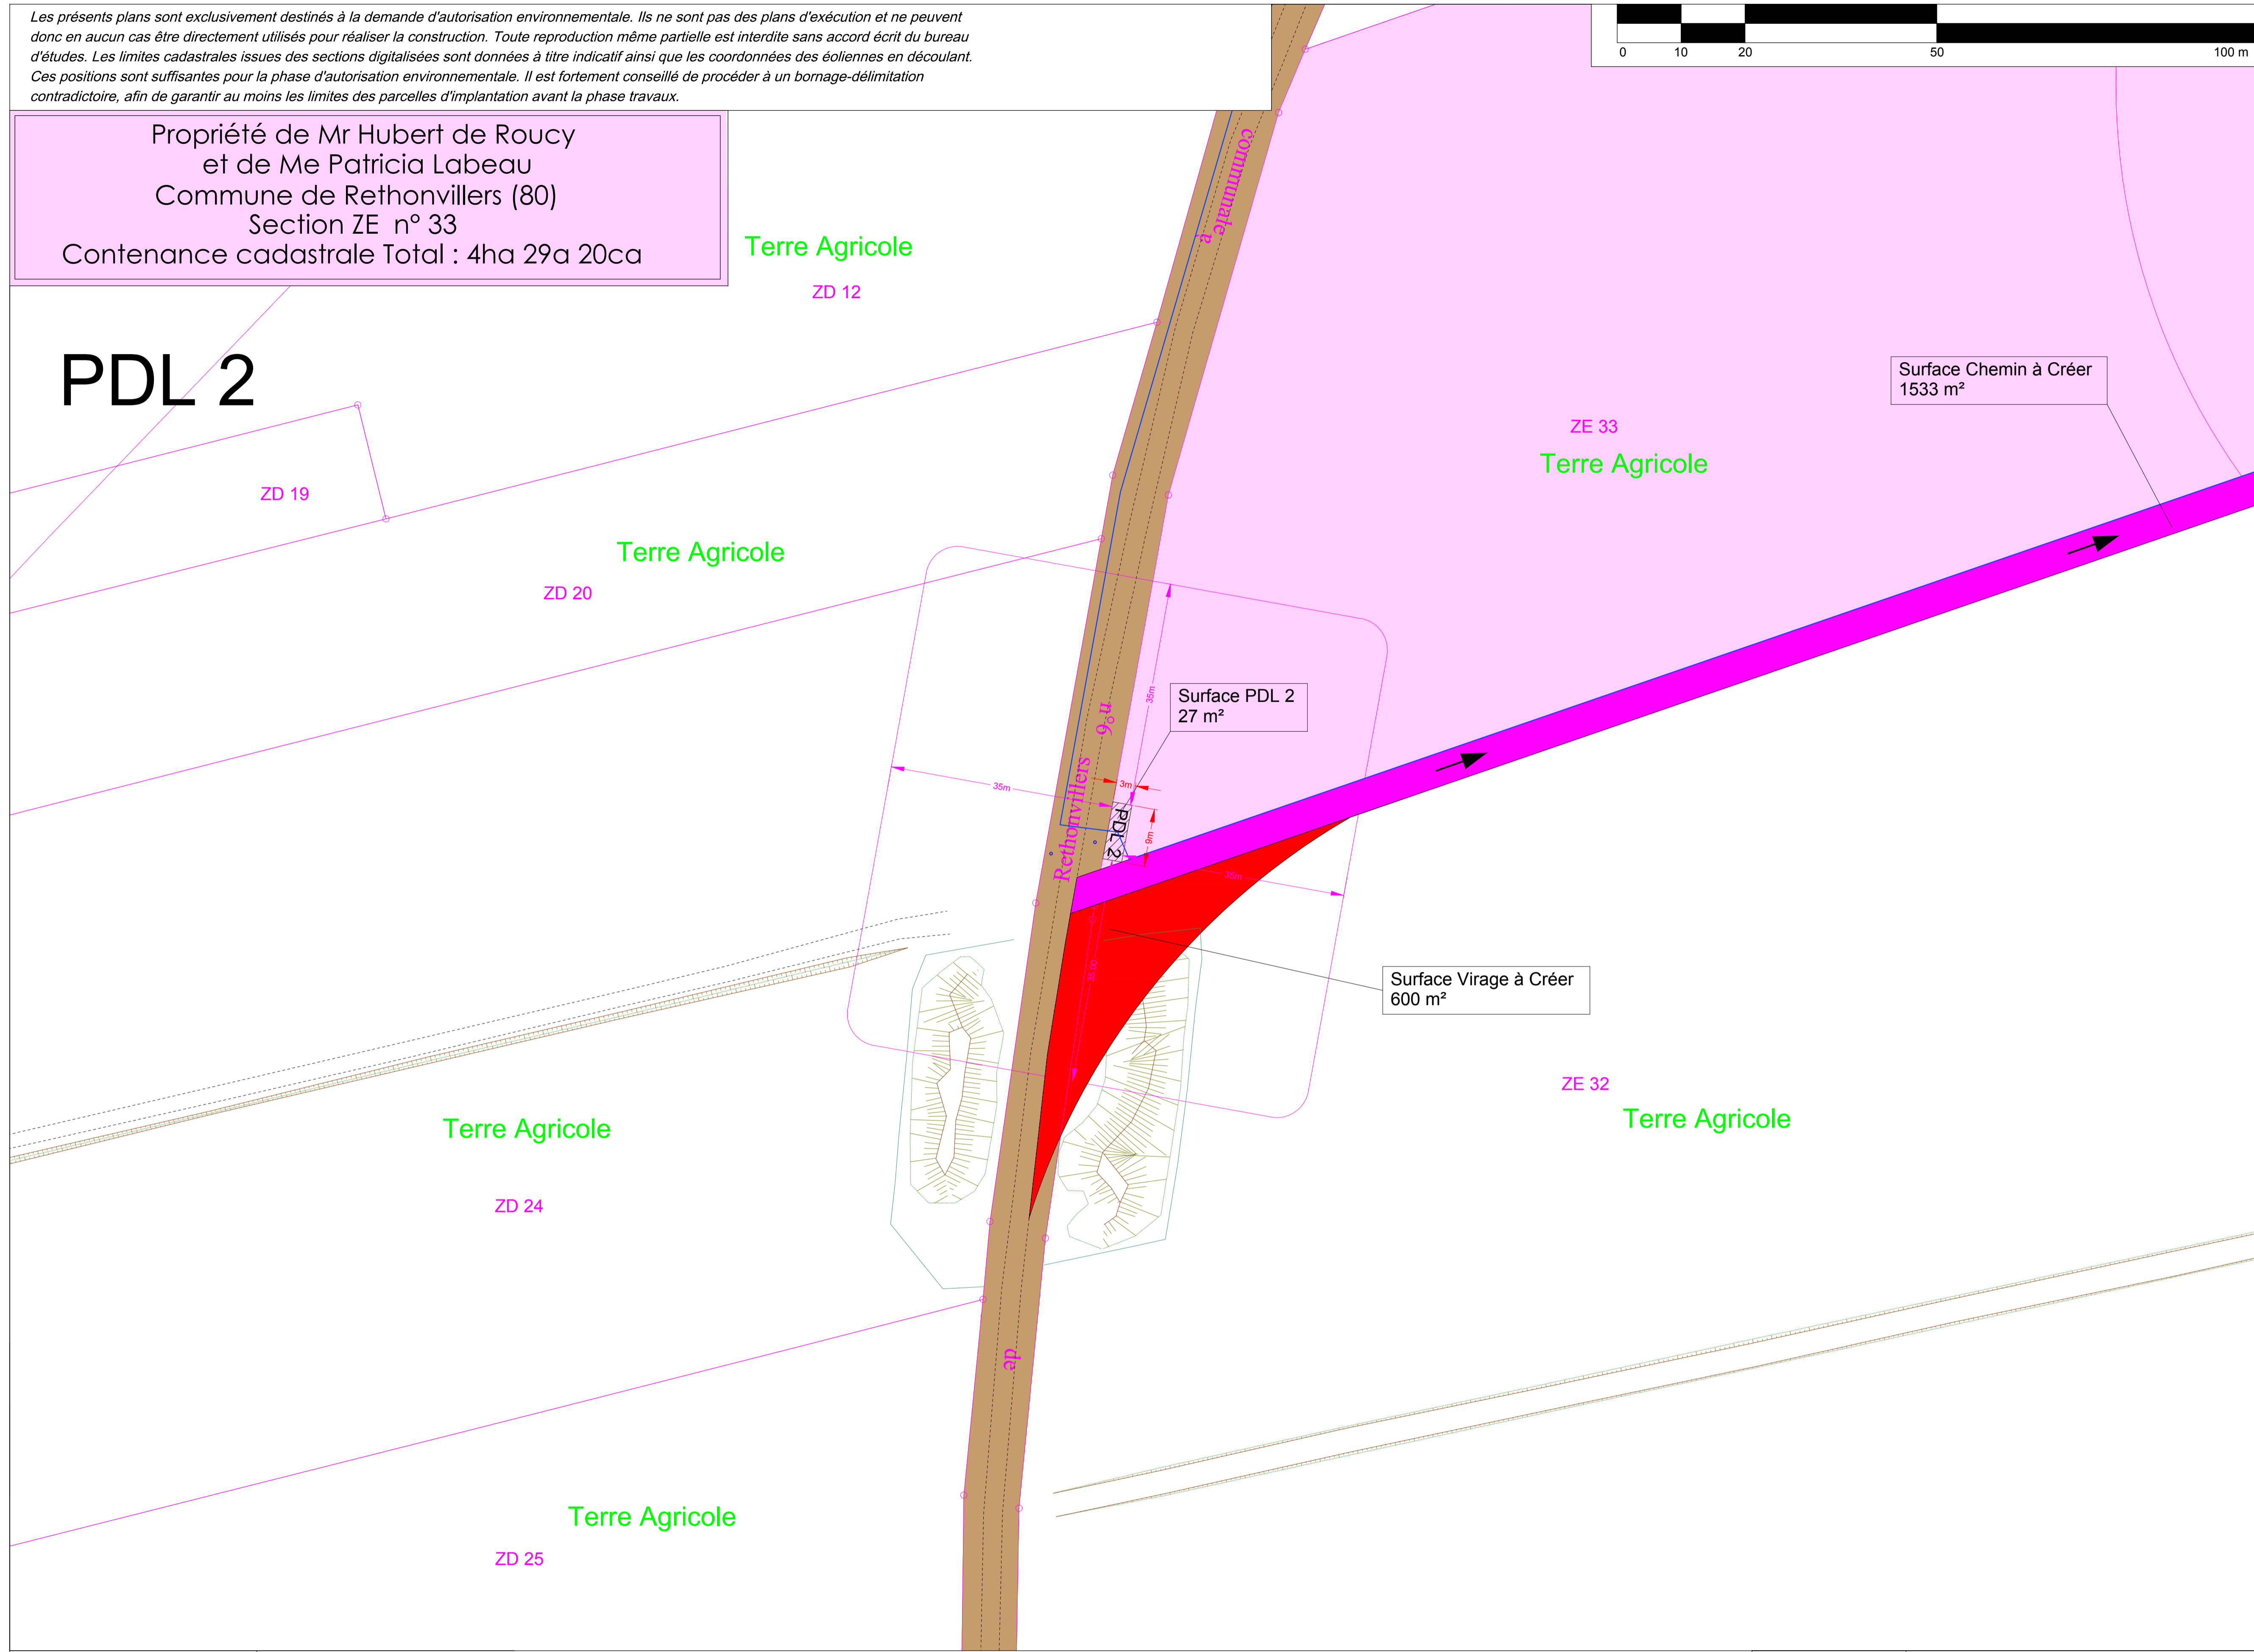 Les présents plans sont exclusivement destinés à la demande d'autorisation environnementale. Ils ne sont pas des plans d'exécution et ne peuvent
donc en aucun cas être directement utilisés pour réaliser la construction. Toute reproduction même partielle est interdite sans accord écrit du bureau
d'études. Les limites cadastrales issues des sections digitalisées sont données à titre indicatif ainsi que les coordonnées des éoliennes en découlant.
Ces positions sont suffisantes pour la phase d'autorisation environnementale. Il est fortement conseillé de procéder à un bornage-délimitation
contradictoire, afin de garantir au moins les limites des parcelles d'implantation avant la phase travaux.
0 10 20 50 100 m
Propriété de Mr Hubert de Roucy
et de Me Patricia Labeau
Commune de Rethonvillers (80)
Section ZE n° 33
Contenance cadastrale Total : 4ha 29a 20ca
communale
à
Terre Agricole
ZD 12
PDL 2
Surface Chemin à Créer
1533 m²
ZE 33
Terre Agricole
ZD 19
Terre Agricole
ZD 20
Surface PDL 2
27 m²
35m
n°6
35m
3m
Rethonvillers
PDL 2
9m
35m
35.00
Surface Virage à Créer
600 m²
ZE 32
Terre Agricole
Terre Agricole
ZD 24
de
Terre Agricole
ZD 25